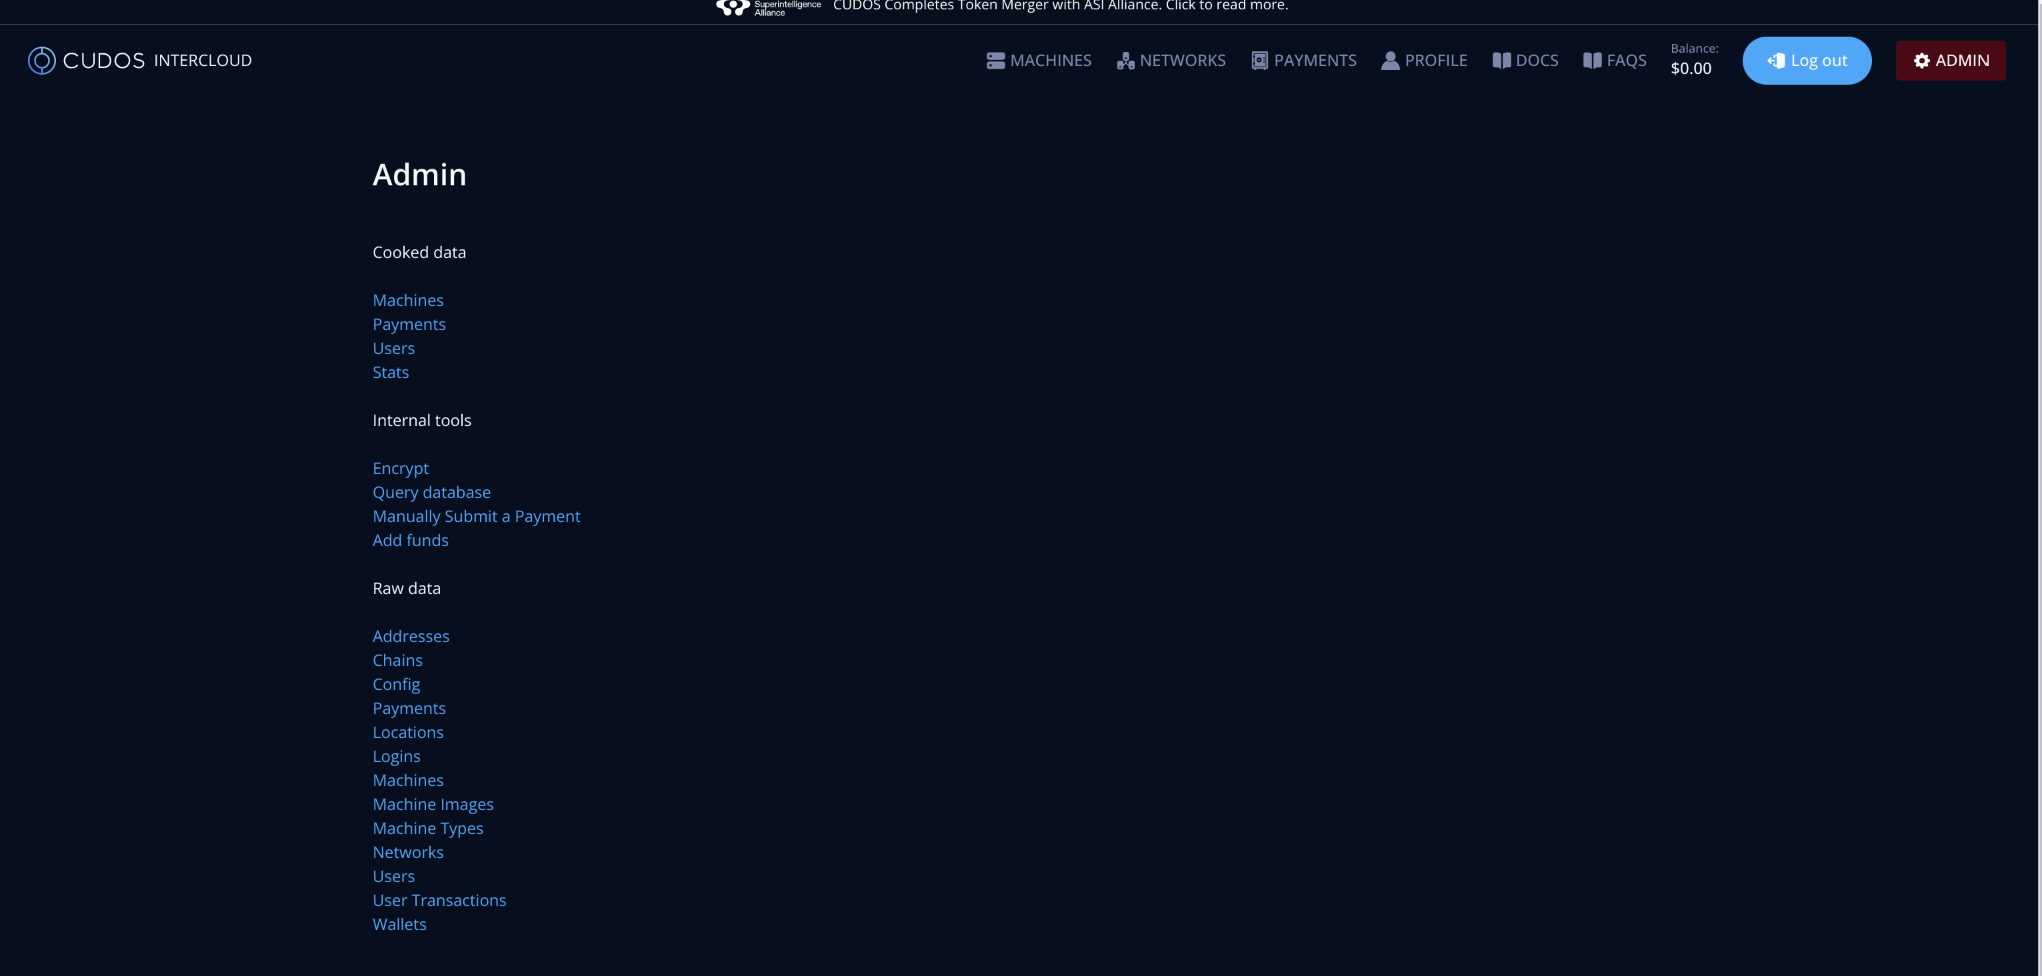 Superintelligence
Alliance
CUDOS Completes Token Merger with ASI Alliance. Click to read more.
CUDOS INTERCLOUD
MACHINES
NETWORKS
PAYMENTS
PROFILE
DOCS
FAQS
Balance:
$0.00
Log out
ADMIN
Admin
Cooked data
Machines
Payments
Users
Stats
Internal tools
Encrypt
Query database
Manually Submit a Payment
Add funds
Raw data
Addresses
Chains
Config
Payments
Locations
Logins
Machines
Machine Images
Machine Types
Networks
Users
User Transactions
Wallets